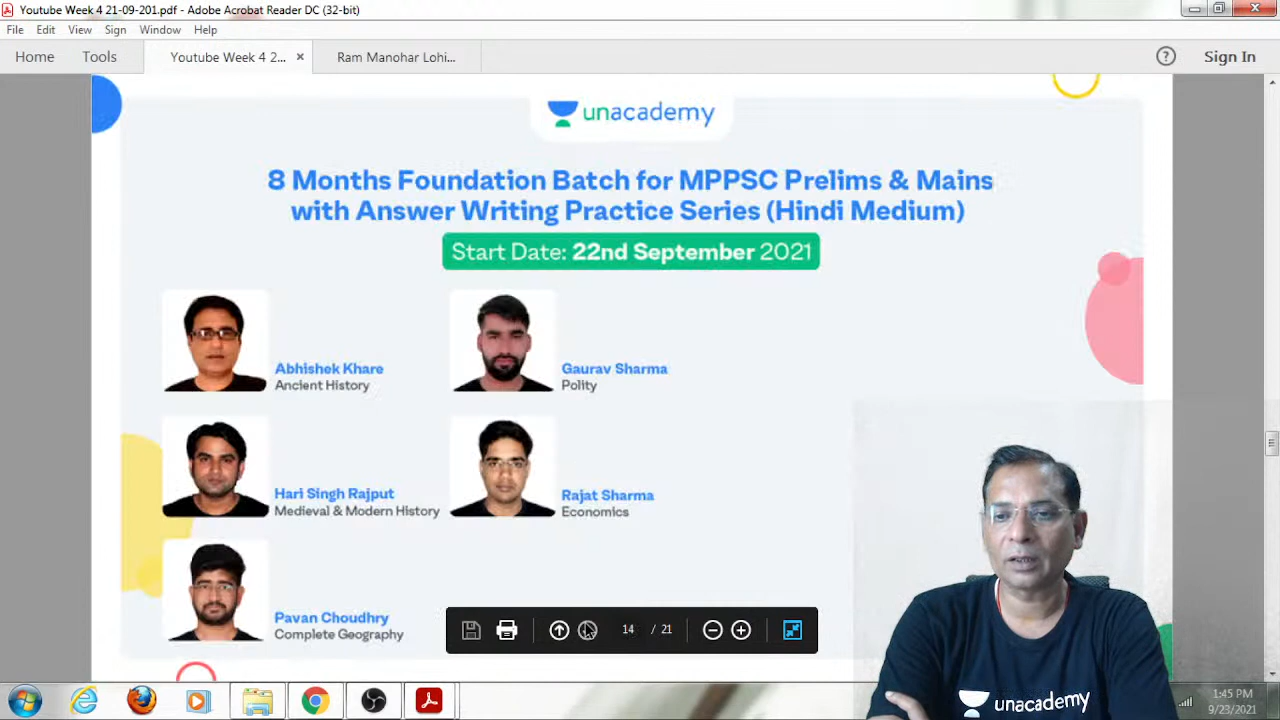 Youtube Week 4 21-09-201.pdf - Adobe Acrobat Reader DC (32-bit)
File Edit View Sign Window Help
Home Tools Youtube Week 4 2... × Ram Manohar Lohi... ? Sign In
unacademy
8 Months Foundation Batch for MPPSC Prelims & Mains
with Answer Writing Practice Series (Hindi Medium)
Start Date: 22nd September 2021
Abhishek Khare
Ancient History
Gaurav Sharma
Polity
Hari Singh Rajput
Medieval & Modern History
Rajat Sharma
Economics
Pavan Choudhry
Complete Geography
14 / 21
unacademy
1:45 PM
9/23/2021